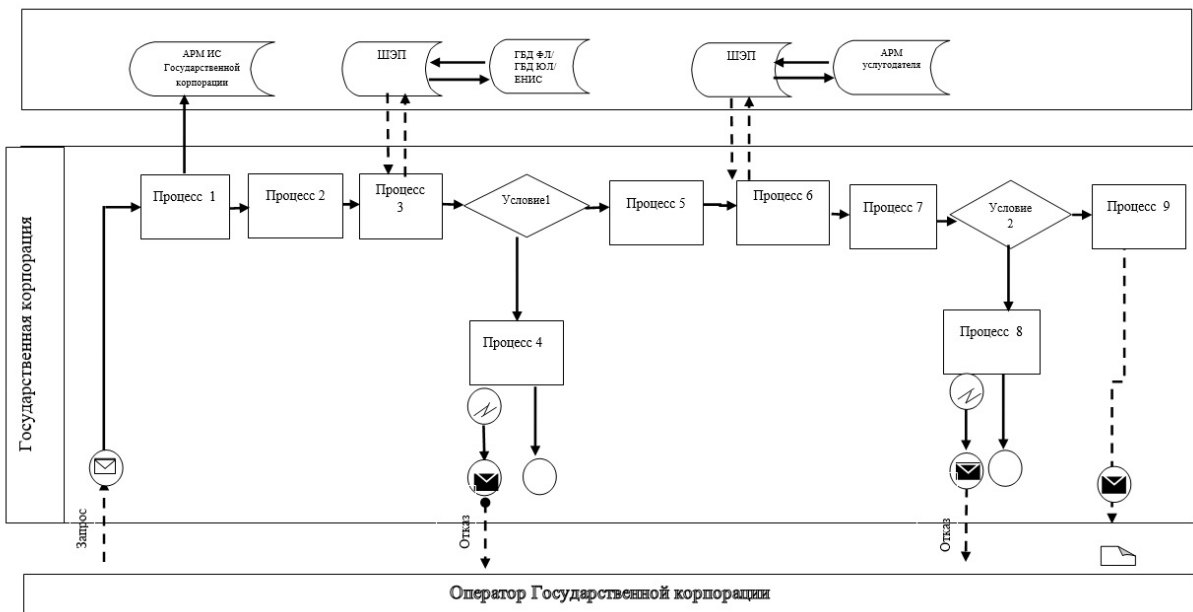 АРМ ИС
Государственной
корпорации
ШЭП
ГБД ФЛ/
ГБД ЮЛ/
ЕНИС
ШЭП
АРМ
услугодателя
Государственная корпорация
Процесс 1
Процесс 2
Процесс
3
Условие1
Процесс 5
Процесс 6
Процесс 7
Условие
2
Процесс 9
Процесс 4
Процесс 8
Запрос
Отказ
Отказ
Оператор Государственной корпорации